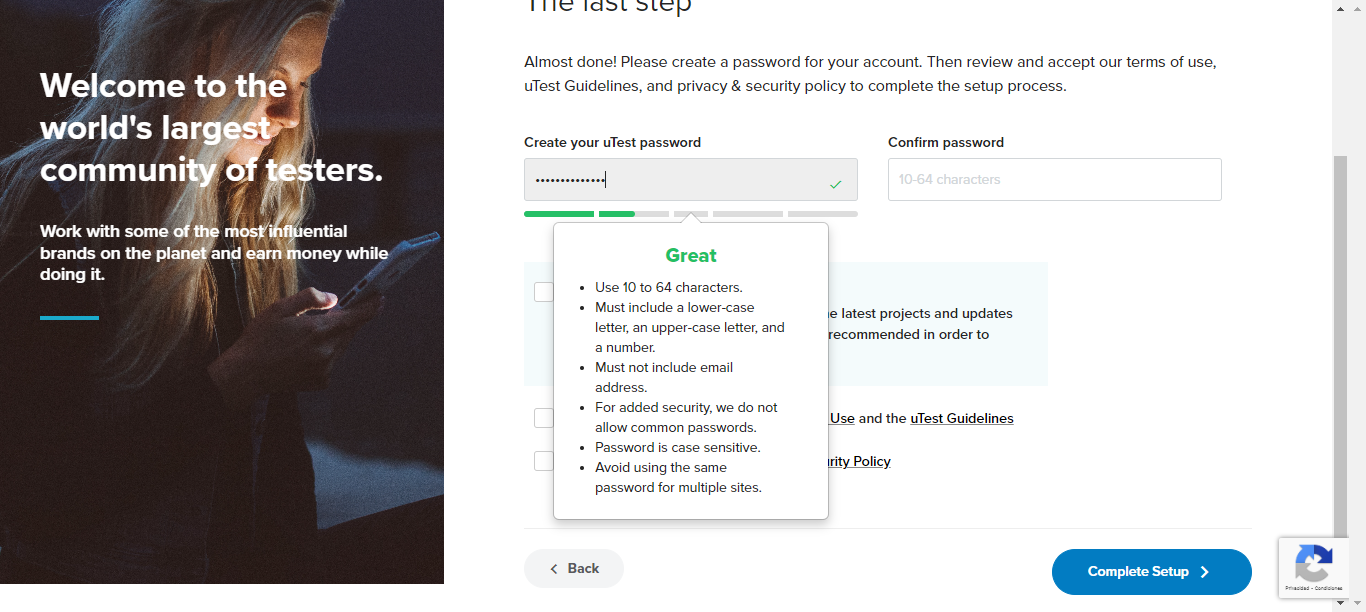 The last step
Welcome to the
world's largest
community of testers.
Work with some of the most influential
brands on the planet and earn money while
doing it.
Almost done! Please create a password for your account. Then review and accept our terms of use,
uTest Guidelines, and privacy & security policy to complete the setup process.
Create your uTest password
Confirm password
••••••••••••••
10-64 characters
Great
Use 10 to 64 characters.
Must include a lower-case
letter, an upper-case letter, and
a number.
Must not include email
address.
For added security, we do not
allow common passwords.
Password is case sensitive.
Avoid using the same
password for multiple sites.
latest projects and updates
recommended in order to
Use and the uTest Guidelines
Policy
Back
Complete Setup
Privacidad - Condiciones